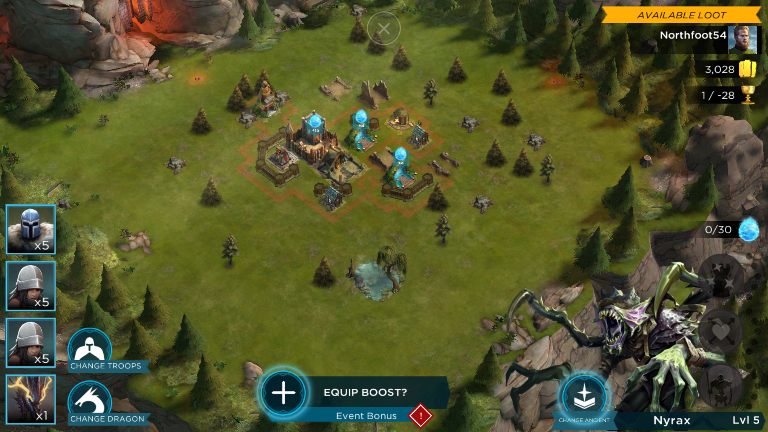 AVAILABLE LOOT
Northfoot54
3,028
1 / -28
0/30
x5
x5
x5
x1
CHANGE TROOPS
CHANGE DRAGON
EQUIP BOOST?
Event Bonus
!
CHANGE ANCIENT
Nyrax Lvl 5